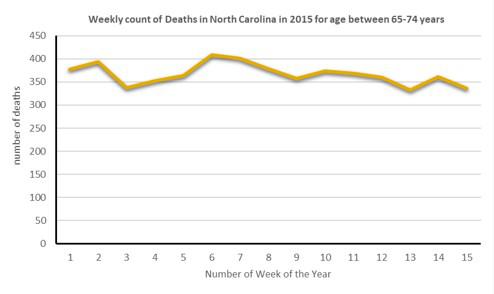 Weekly count of Deaths in North Carolina in 2015 for age between 65-74 years
number of deaths
450
400
350
300
250
200
150
100
50
0
1 2 3 4 5 6 7 8 9 10 11 12 13 14 15
Number of Week of the Year